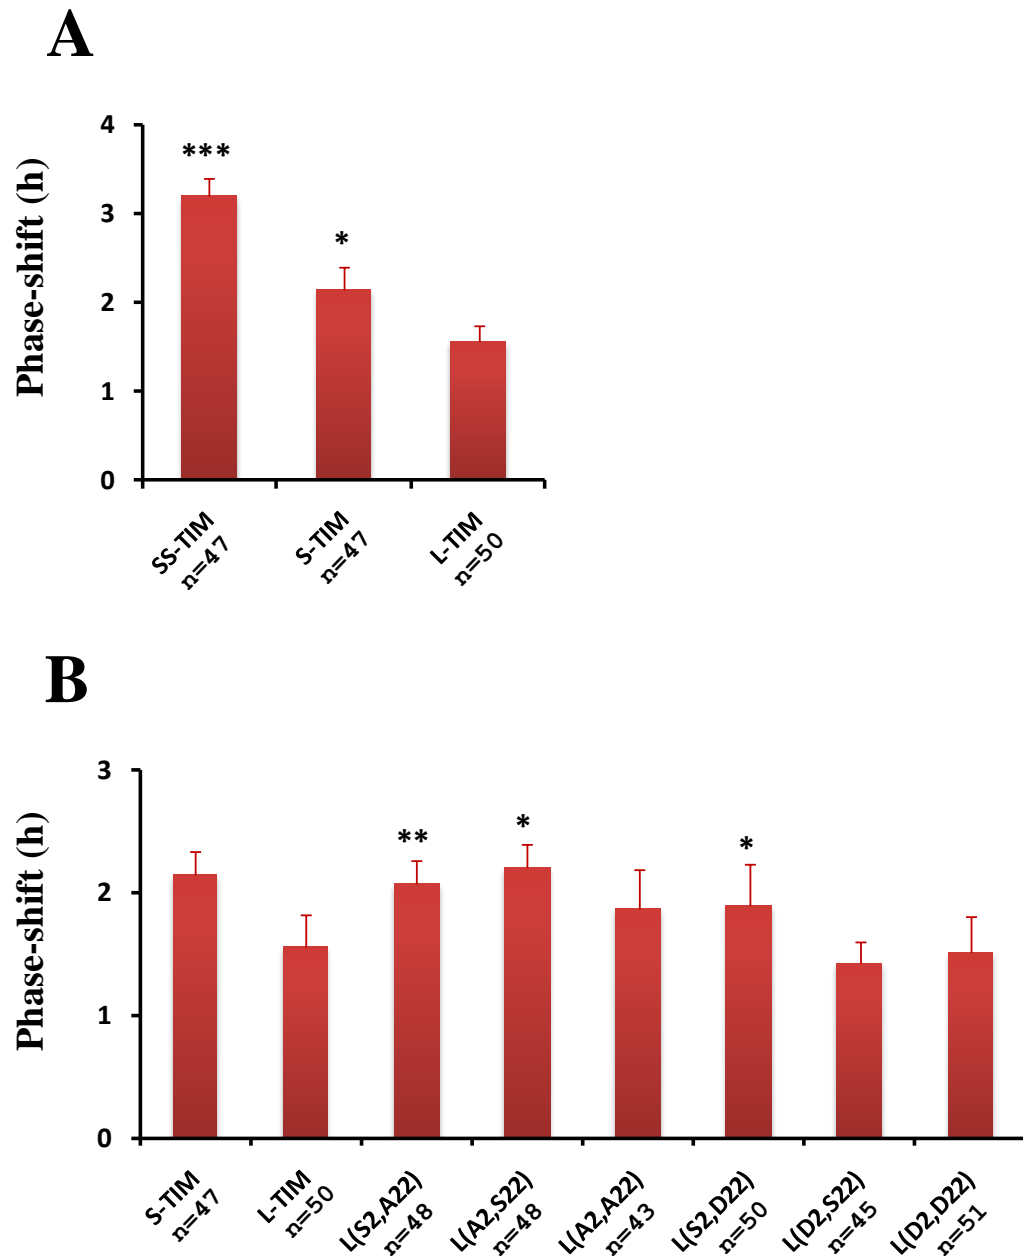 A
Phase-shift (h)
4
3
2
1
0
***
*
SS-TIM
n=47
S-TIM
n=47
L-TIM
n=50
B
Phase-shift (h)
3
2
1
0
**
*
*
S-TIM
n=47
L-TIM
n=50
L(S2,A22)
n=48
L(A2,S22)
n=48
L(A2,A22)
n=43
L(S2,D22)
n=50
L(D2,S22)
n=45
L(D2,D22)
n=51